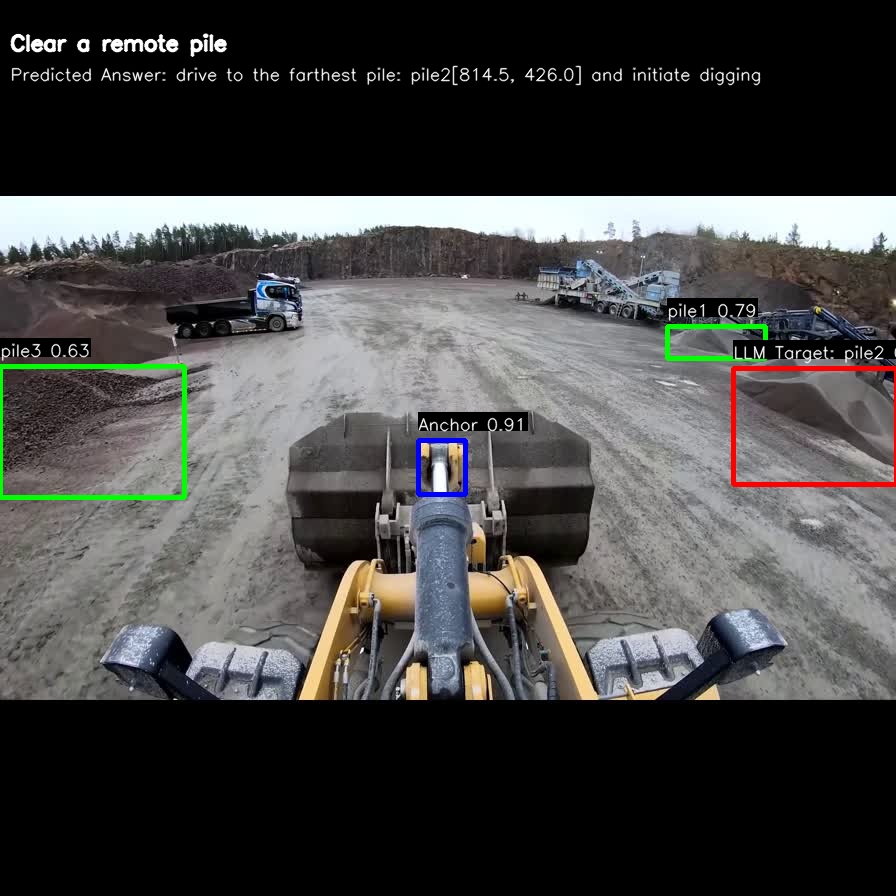 Clear a remote pile
Predicted Answer: drive to the farthest pile: pile2[814.5, 426.0] and initiate digging
pile1 0.79
pile3 0.63
LLM Target: pile2
Anchor 0.91